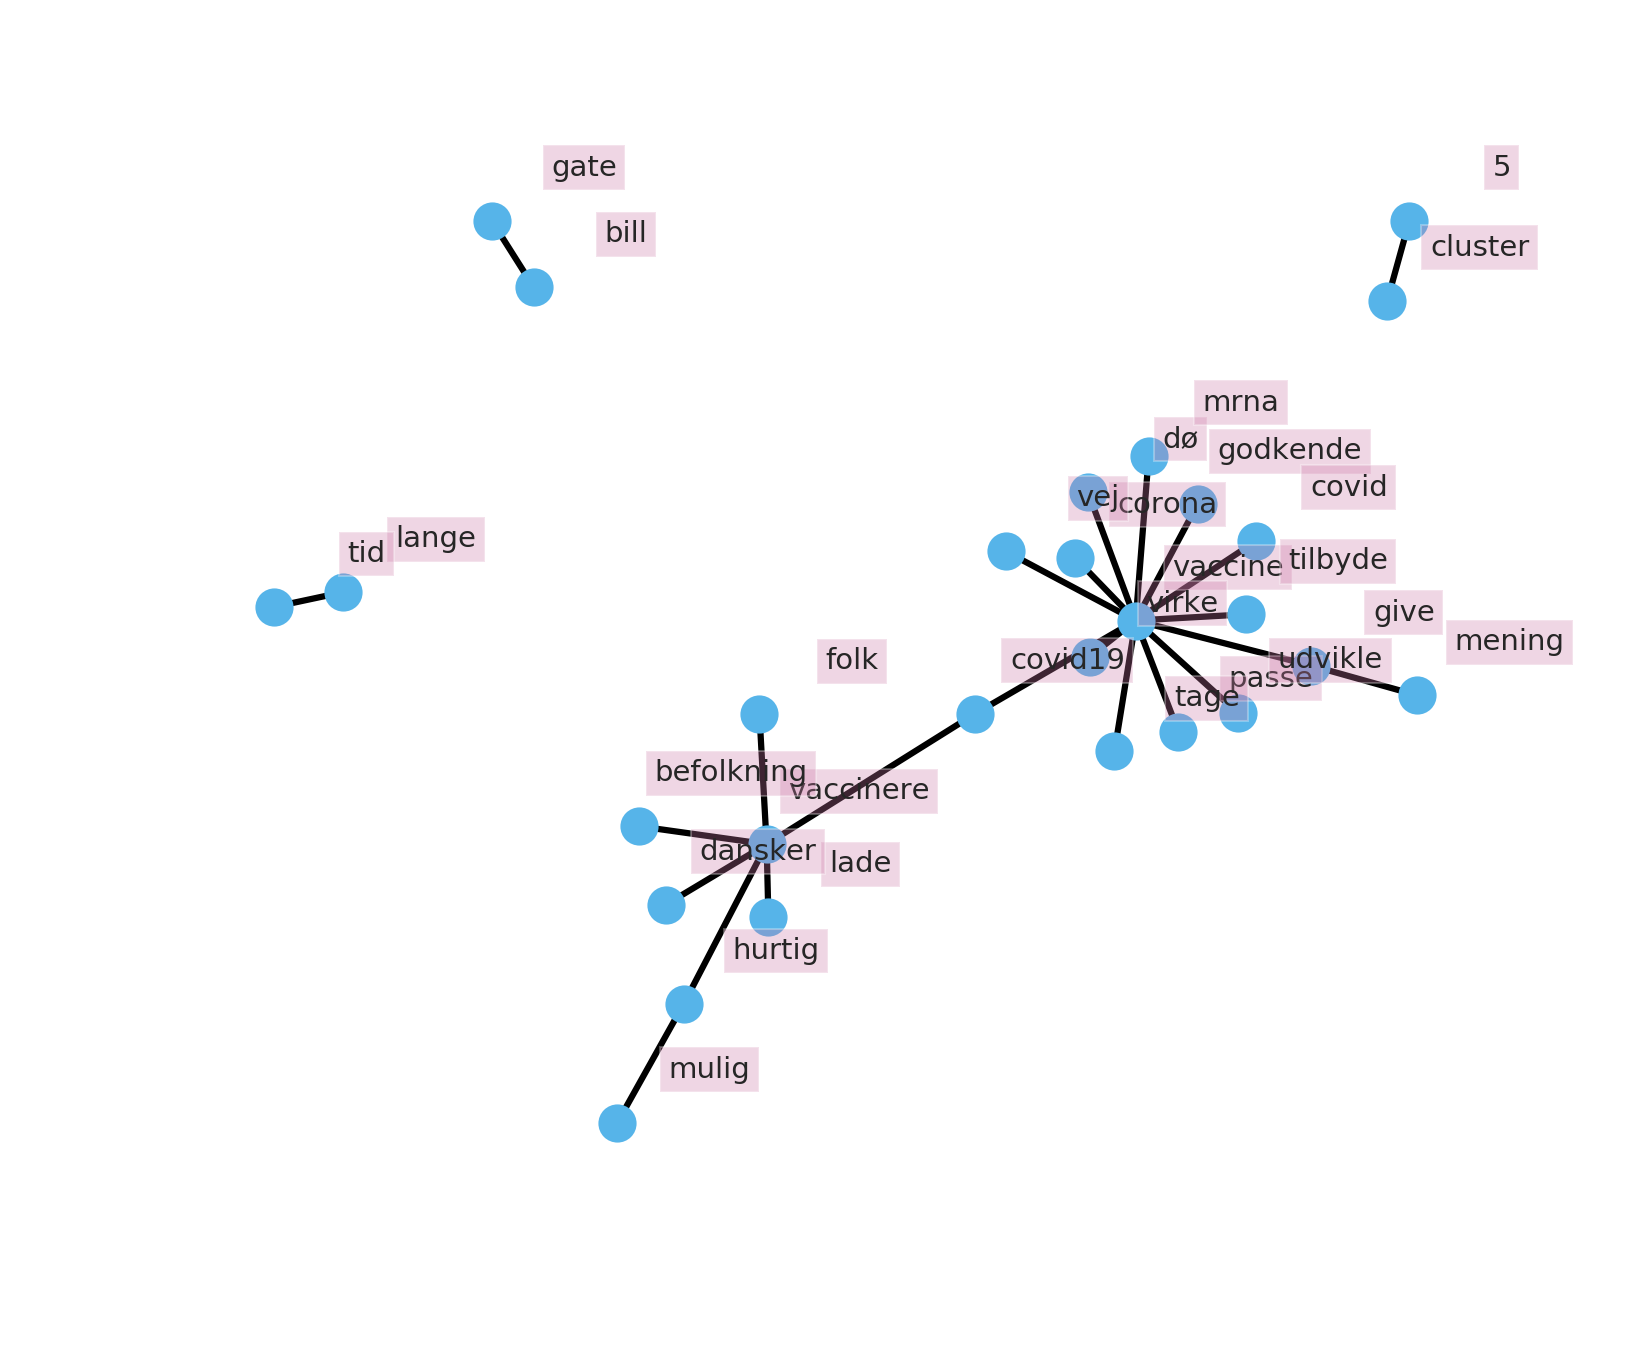 gate
5
bill
cluster
mrna
dø
godkende
covid
vej
corona
lange
tid
vaccine
tilbyde
virke
give
mening
folk
covid19
udvikle
passe
tage
befolkning
vaccinere
dansker
lade
hurtig
mulig